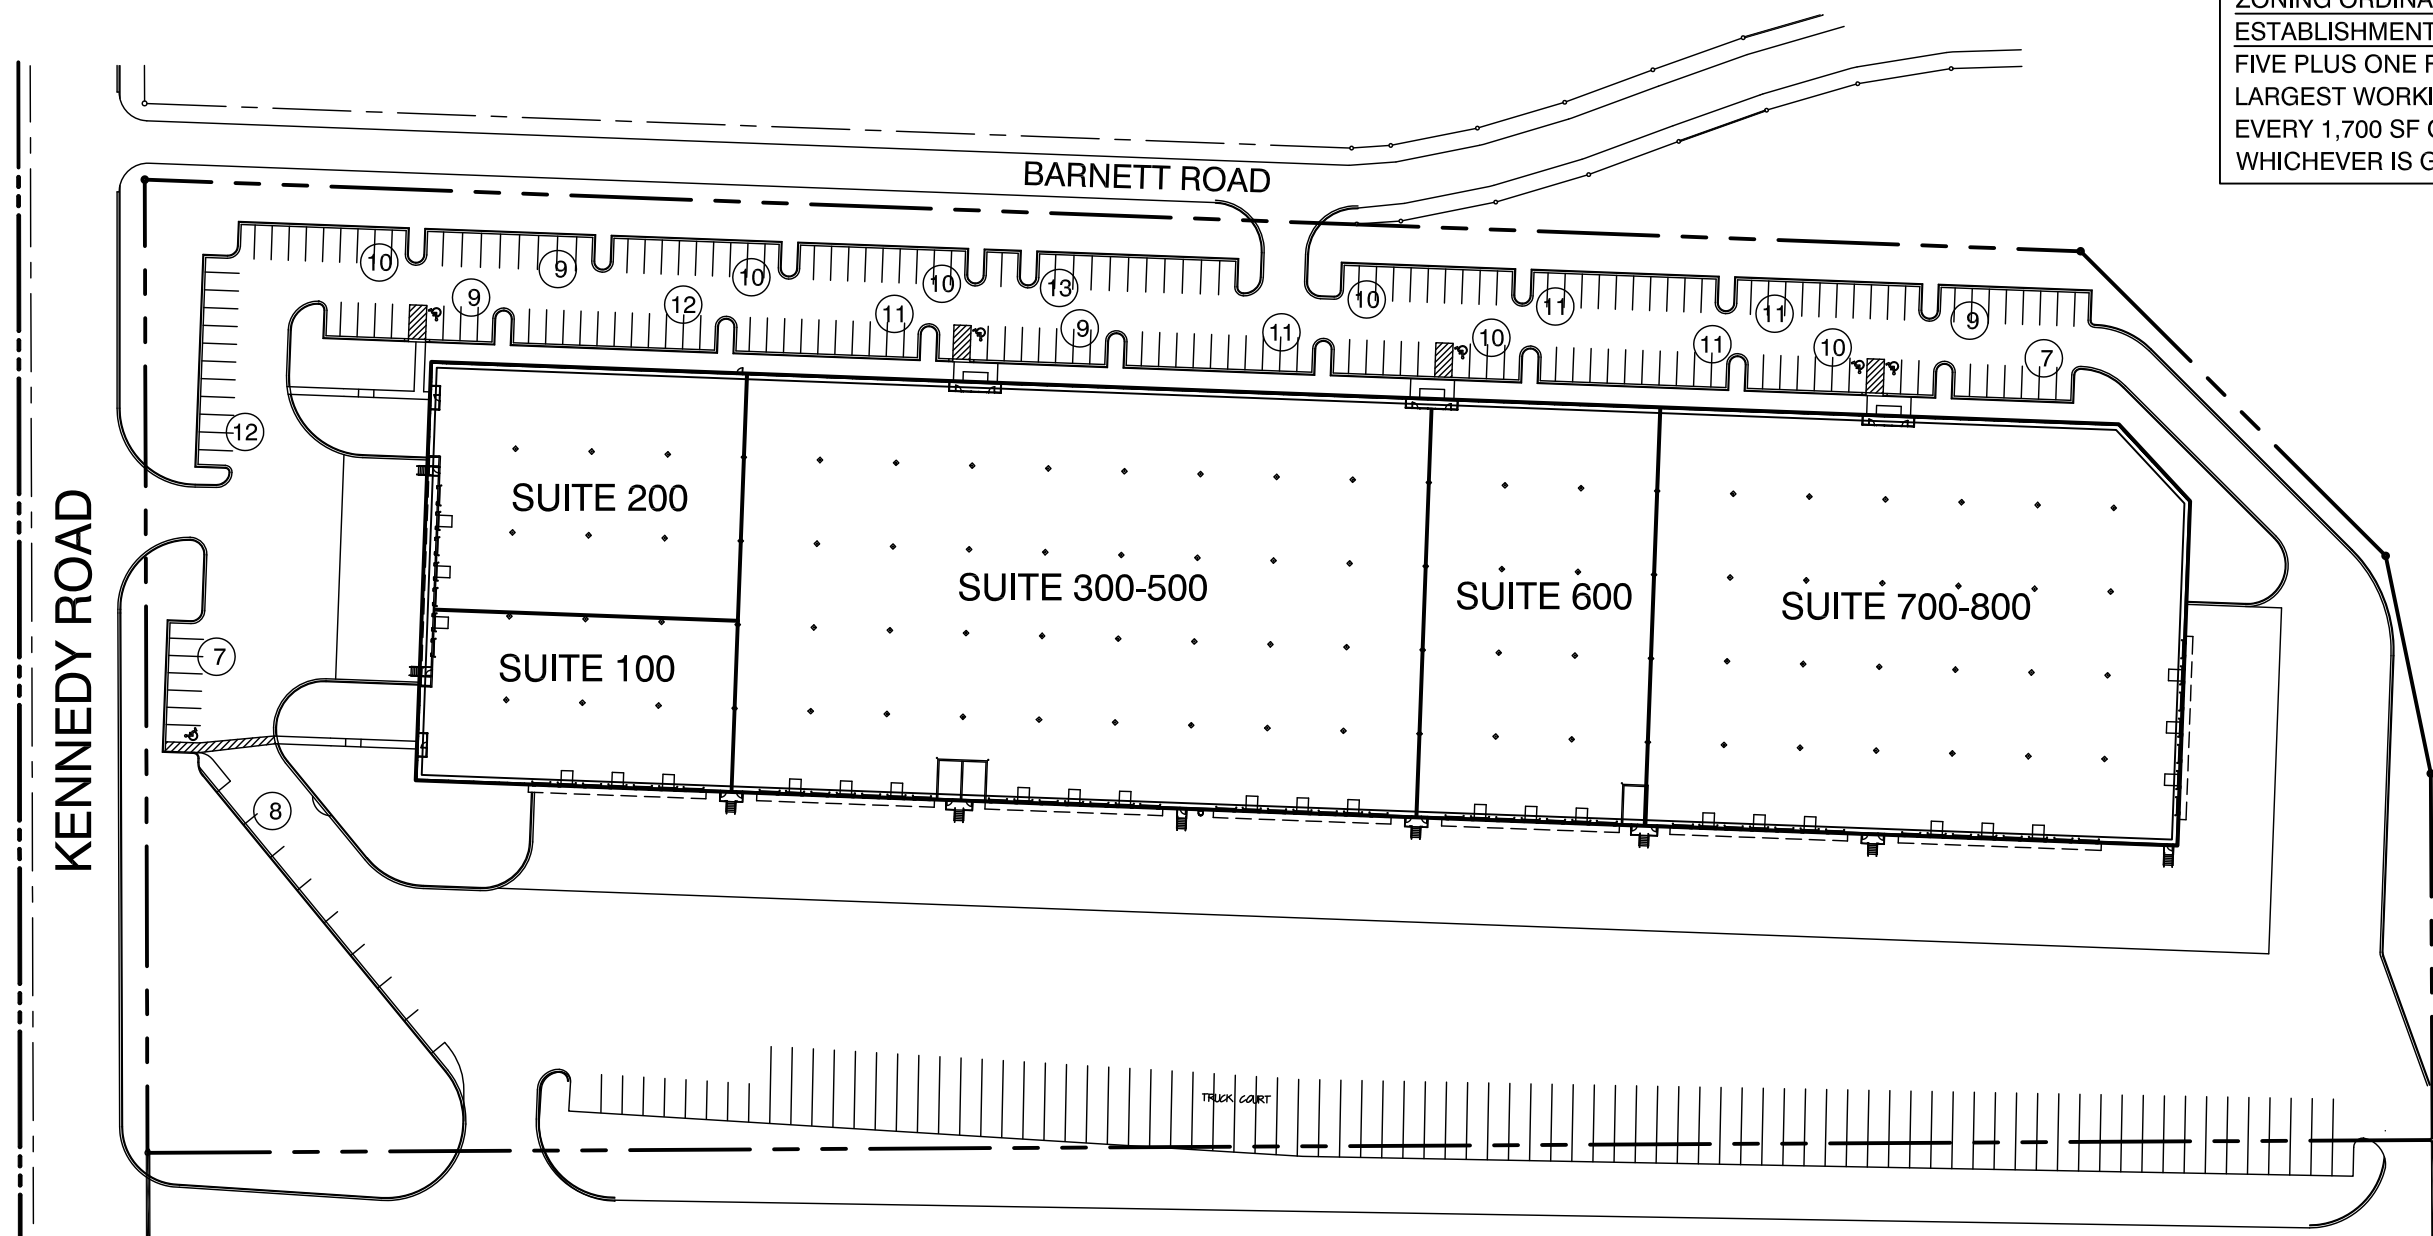 ESTABLISHMENT
FIVE PLUS ONE
LARGEST
EVERY 1,700 SF
WHICHEVER IS
BARNETT ROAD
10
9
10
10
13
10
11
11
9
9
12
11
9
11
10
11
10
7
12
KENNEDY ROAD
7
8
SUITE 200
SUITE 100
SUITE 300-500
SUITE 600
SUITE 700-800
TRUCK COURT